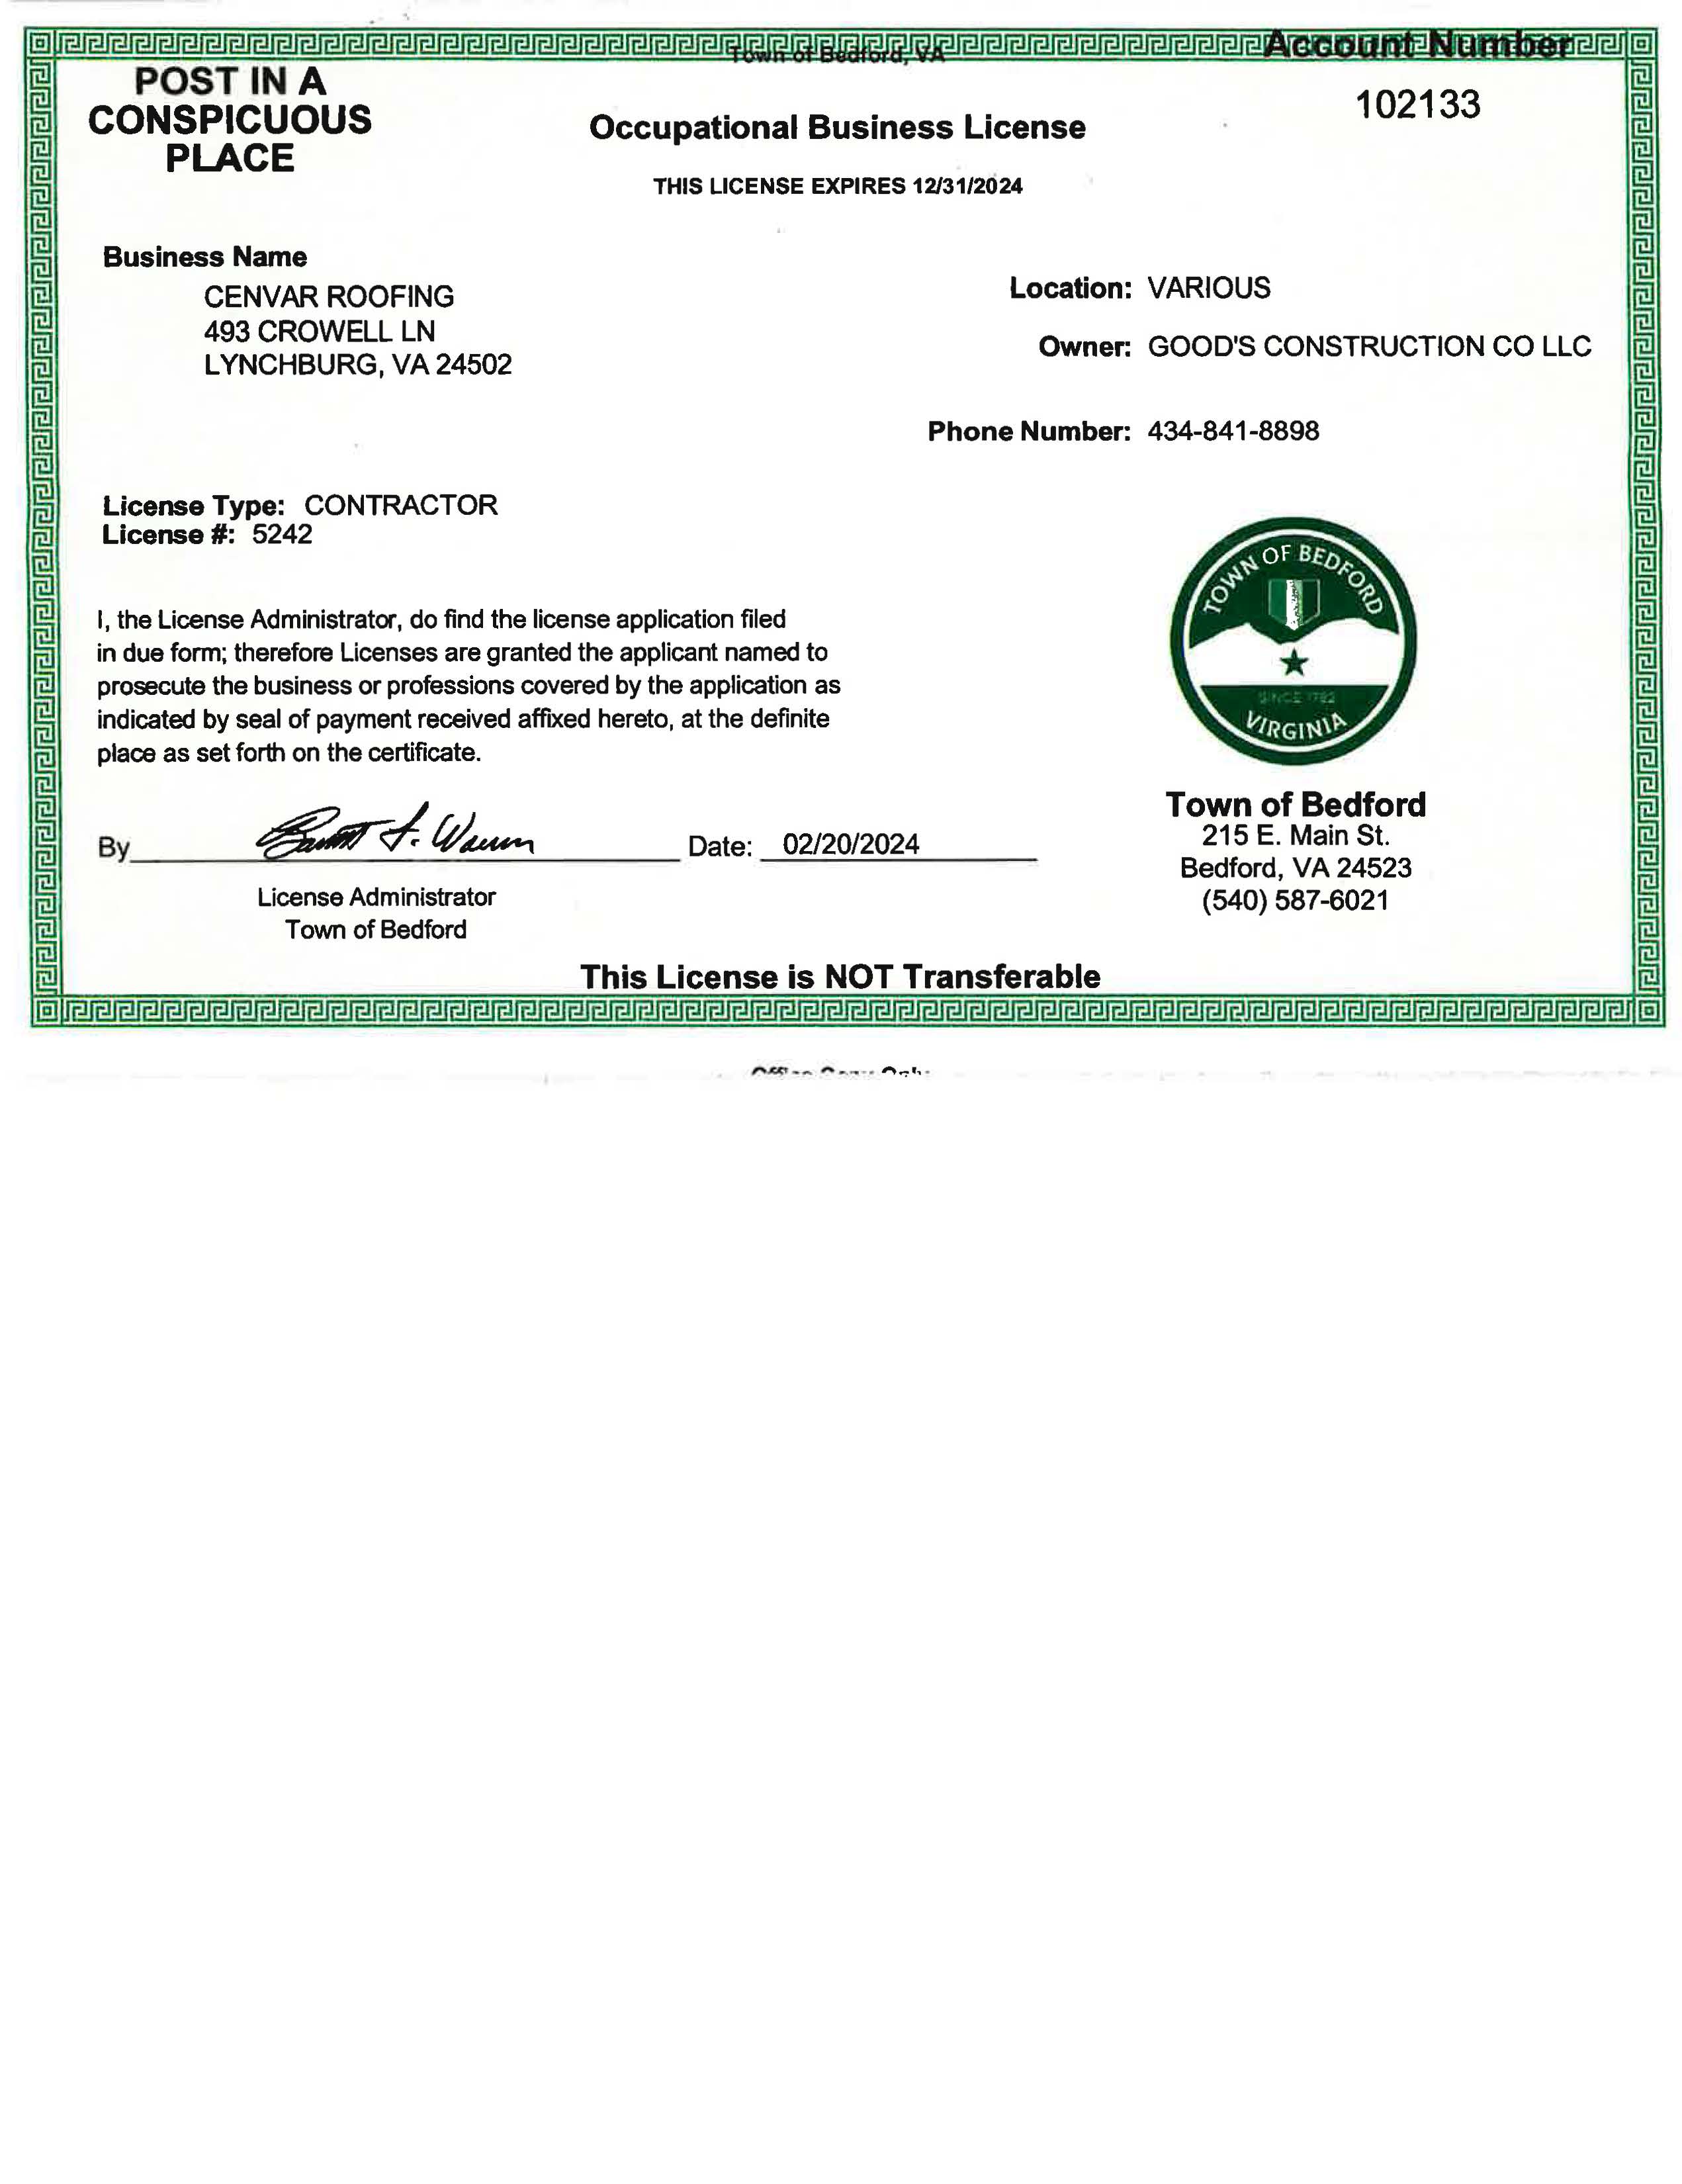 Town of Bedford, VA
Account Number
POST IN A
CONSPICUOUS
PLACE
102133
Occupational Business License
THIS LICENSE EXPIRES 12/31/2024
Business Name
CENVAR ROOFING
493 CROWELL LN
LYNCHBURG, VA 24502
Location: VARIOUS
Owner: GOOD'S CONSTRUCTION CO LLC
Phone Number: 434-841-8898
License Type: CONTRACTOR
License #: 5242
I, the License Administrator, do find the license application filed
in due form; therefore Licenses are granted the applicant named to
prosecute the business or professions covered by the application as
indicated by seal of payment received affixed hereto, at the definite
place as set forth on the certificate.
TOWN OF BEDFORD
SINCE 1782
VIRGINIA
By
Date: 02/20/2024
License Administrator
Town of Bedford
Town of Bedford
215 E. Main St.
Bedford, VA 24523
(540) 587-6021
This License is NOT Transferable
Office Copy Only